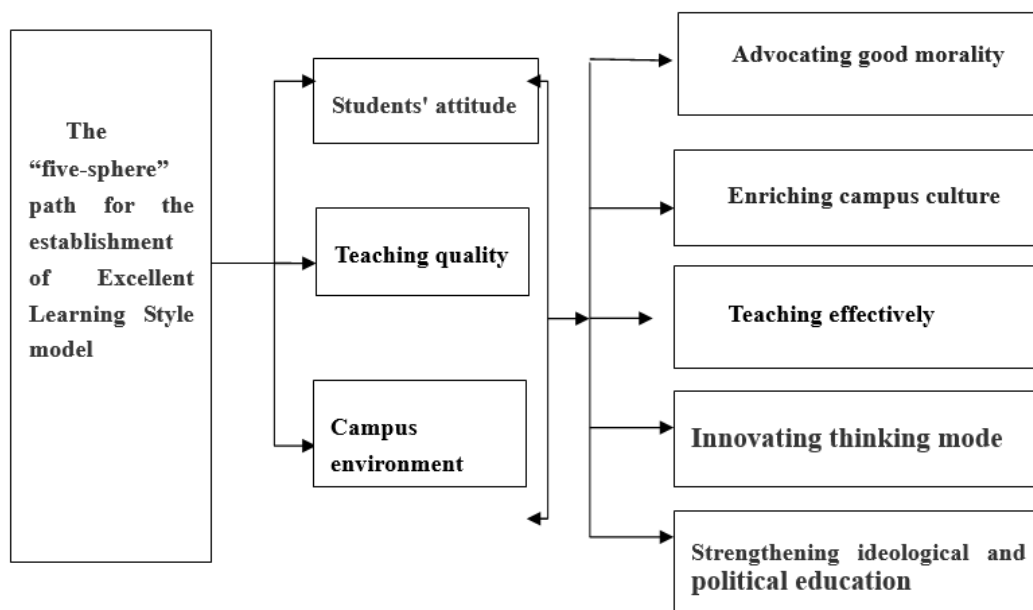 The
“five-sphere”
path for the
establishment
of Excellent
Learning Style
model
Students' attitude
Teaching quality
Campus
environment
Advocating good morality
Enriching campus culture
Teaching effectively
Innovating thinking mode
Strengthening ideological and
political education